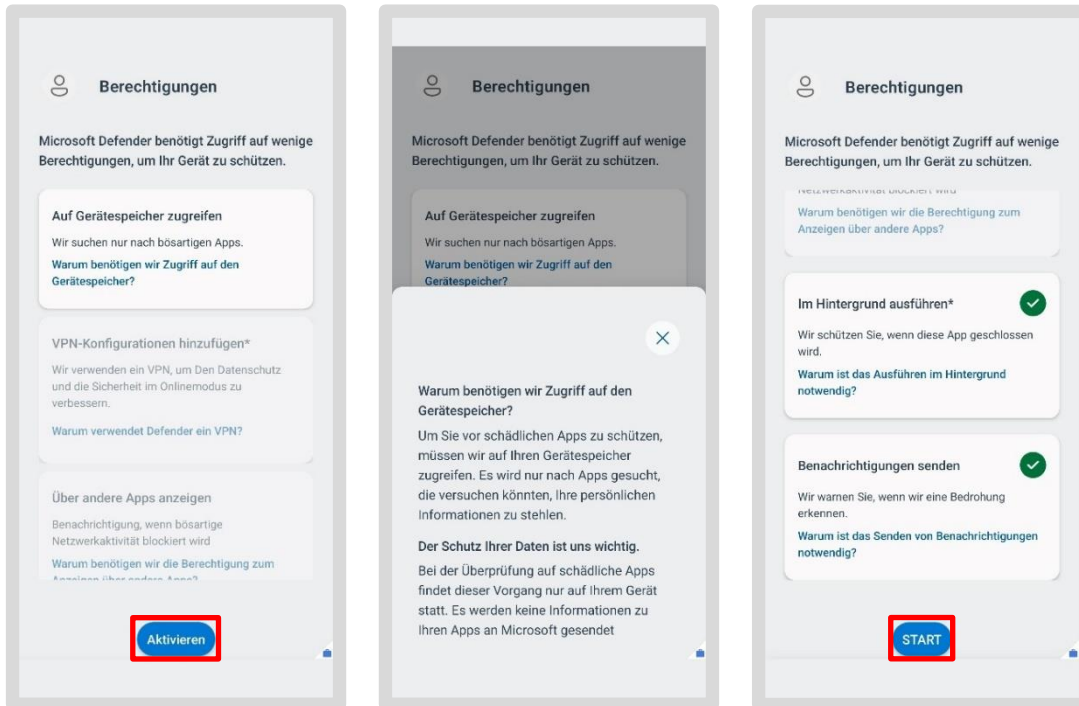 Berechtigungen
Microsoft Defender benötigt Zugriff auf wenige
Berechtigungen, um Ihr Gerät zu schützen.
Auf Gerätespeicher zugreifen
Wir suchen nur nach bösartigen Apps.
Warum benötigen wir Zugriff auf den
Gerätespeicher?
VPN-Konfigurationen hinzufügen*
Wir verwenden ein VPN, um Den Datenschutz
und die Sicherheit im Onlinemodus zu
verbessern.
Warum verwendet Defender ein VPN?
Über andere Apps anzeigen
Benachrichtigung, wenn bösartige
Netzwerkaktivität blockiert wird
Warum benötigen wir die Berechtigung zum
Anzeigen über andere Apps?
Aktivieren
Berechtigungen
Microsoft Defender benötigt Zugriff auf wenige
Berechtigungen, um Ihr Gerät zu schützen.
Auf Gerätespeicher zugreifen
Wir suchen nur nach bösartigen Apps.
Warum benötigen wir Zugriff auf den
Gerätespeicher?
Warum benötigen wir Zugriff auf den
Gerätespeicher?
Um Sie vor schädlichen Apps zu schützen,
müssen wir auf Ihren Gerätespeicher
zugreifen. Es wird nur nach Apps gesucht,
die versuchen könnten, Ihre persönlichen
Informationen zu stehlen.
Der Schutz Ihrer Daten ist uns wichtig.
Bei der Überprüfung auf schädliche Apps
findet dieser Vorgang nur auf Ihrem Gerät
statt. Es werden keine Informationen zu
Ihren Apps an Microsoft gesendet
Berechtigungen
Microsoft Defender benötigt Zugriff auf wenige
Berechtigungen, um Ihr Gerät zu schützen.
Netzwerkaktivität blockiert wird
Warum benötigen wir die Berechtigung zum
Anzeigen über andere Apps?
Im Hintergrund ausführen*
Wir schützen Sie, wenn diese App geschlossen
wird.
Warum ist das Ausführen im Hintergrund
notwendig?
Benachrichtigungen senden
Wir warnen Sie, wenn wir eine Bedrohung
erkennen.
Warum ist das Senden von Benachrichtigungen
notwendig?
START